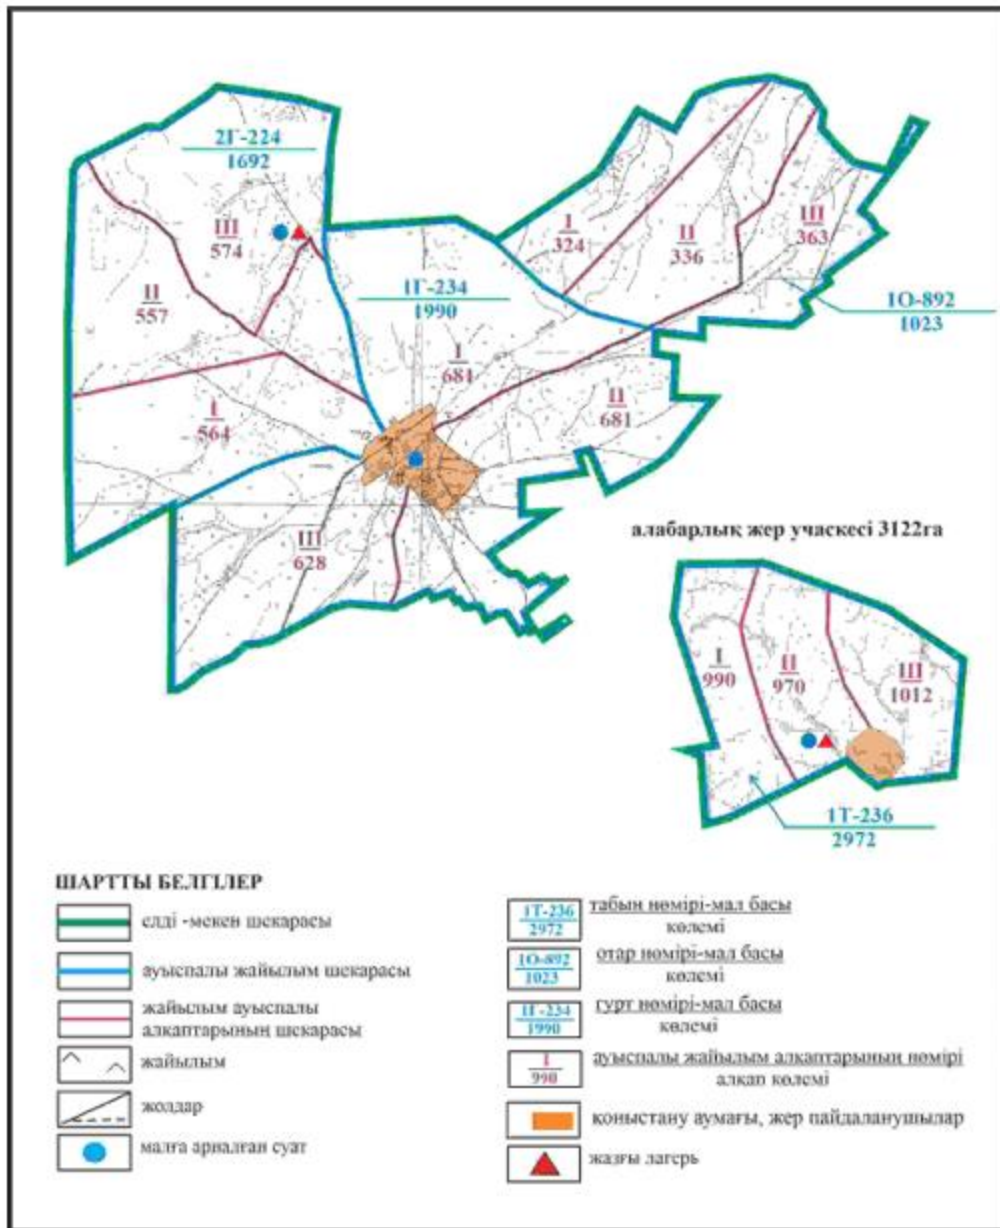 2Г-224
1692
III
574
II
557
I
564
1Г-234
1990
I
681
II
681
III
628
I
324
II
336
III
363
1О-892
1023
алабарлық жер учаскесі 3122га
I
990
II
970
III
1012
1Т-236
2972
ШАРТТЫ БЕЛГІЛЕР
елді -мекен шекарасы
ауыспалы жайылым шекарасы
жайылым ауыспалы
алқаптарының шекарасы
жайылым
жолдар
малға арналған суат
1Т-236
2972
табын нөмірі-мал басы
көлемі
1О-892
1023
отар нөмірі-мал басы
көлемі
1Г-234
1990
гурт нөмірі-мал басы
көлемі
I
990
ауыспалы жайылым алқаптарының нөмірі
алқап көлемі
қоныстану аумағы, жер пайдаланушылар
жазғы лагерь